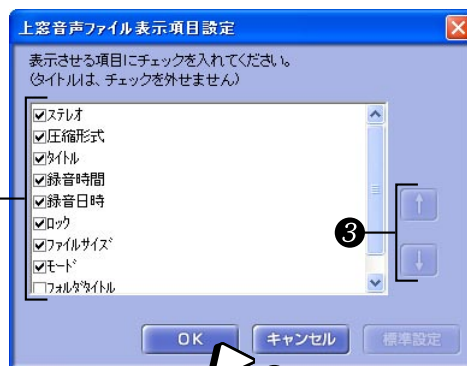 上窓音声ファイル表示項目設定
表示させる項目にチェックを入れてください。
(タイトルは、チェックを外せません)
ステレオ
圧縮形式
タイトル
録音時間
録音日時
ロック
ファイルサイズ
モード
フォルダタイトル
3
OK
キャンセル
標準設定